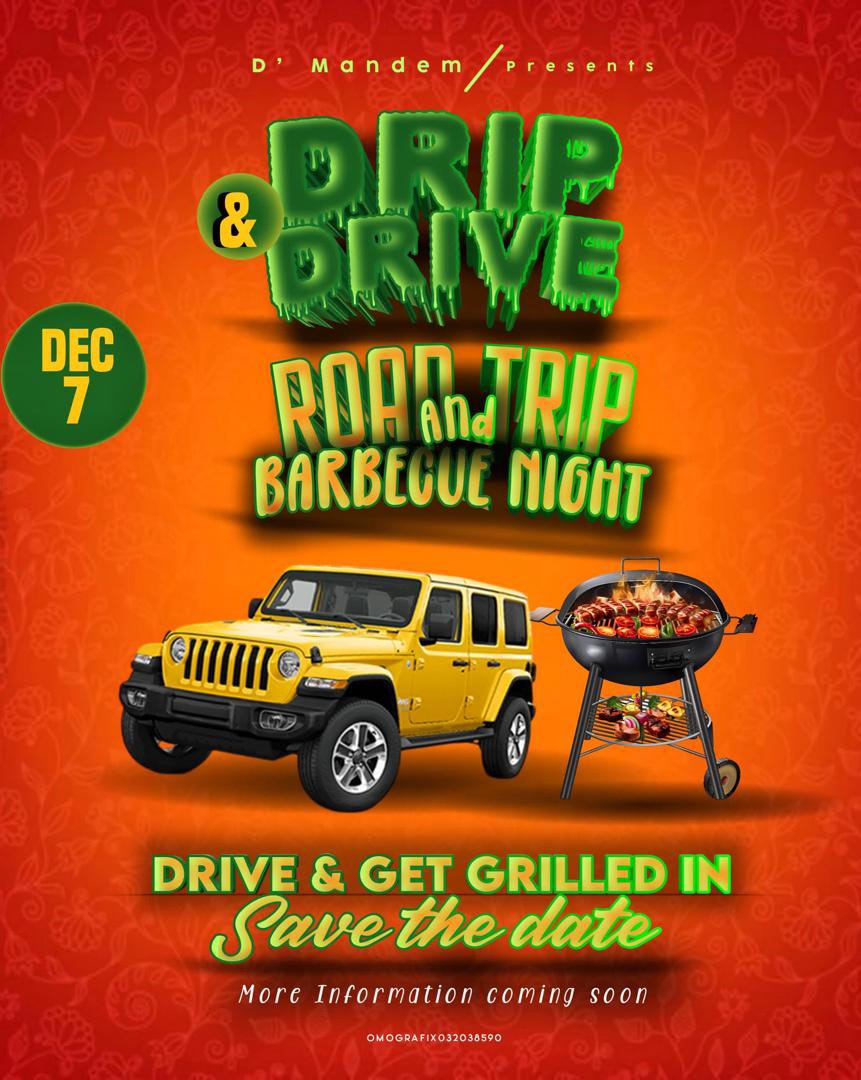 D' Mandem / Presents
DRIP
&
DRIVE
DEC
7
ROAD TRIP
and
BARBECUE NIGHT
DRIVE & GET GRILLED IN
Save the date
More Information coming soon
OMOGRAFIX032038590